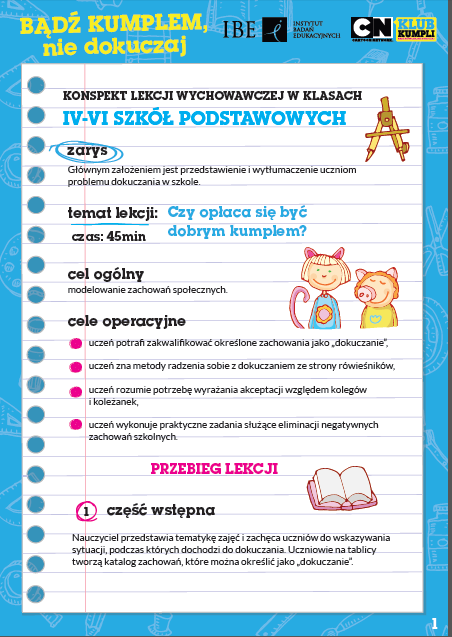 BĄDŹ KUMPLEM,
nie dokuczaj
IBE
INSTYTUT
BADAŃ
EDUKACYJNYCH
CN
CARTOON NETWORK
KLUB
KUMPLI
KONSPEKT LEKCJI WYCHOWAWCZEJ W KLASACH
IV-VI SZKÓŁ PODSTAWOWYCH
zarys
Głównym założeniem jest przedstawienie i wytłumaczenie uczniom
problemu dokuczania w szkole.
temat lekcji: Czy opłaca się być
dobrym kumplem?
czas: 45min
cel ogólny
modelowanie zachowań społecznych.
cele operacyjne
uczeń potrafi zakwalifikować określone zachowania jako „dokuczanie”,
uczeń zna metody radzenia sobie z dokuczaniem ze strony rówieśników,
uczeń rozumie potrzebę wyrażania akceptacji względem kolegów
i koleżanek,
uczeń wykonuje praktyczne zadania służące eliminacji negatywnych
zachowań szkolnych.
PRZEBIEG LEKCJI
1 część wstępna
Nauczyciel przedstawia tematykę zajęć i zachęca uczniów do wskazywania
sytuacji, podczas których dochodzi do dokuczania. Uczniowie na tablicy
tworzą katalog zachowań, które można określić jako „dokuczanie”.
1